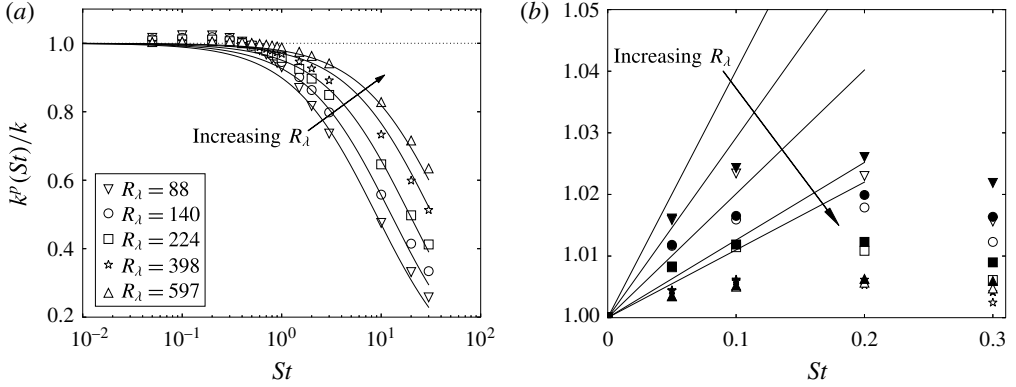 (a)
1.0
0.8
0.6
0.4
0.2
k^p(St)/k
Increasing R_λ
R_λ = 88
R_λ = 140
R_λ = 224
R_λ = 398
R_λ = 597
10^−2
10^−1
10^0
10^1
10^2
St
(b)
1.05
1.04
1.03
1.02
1.01
1.00
Increasing R_λ
0
0.1
0.2
0.3
St